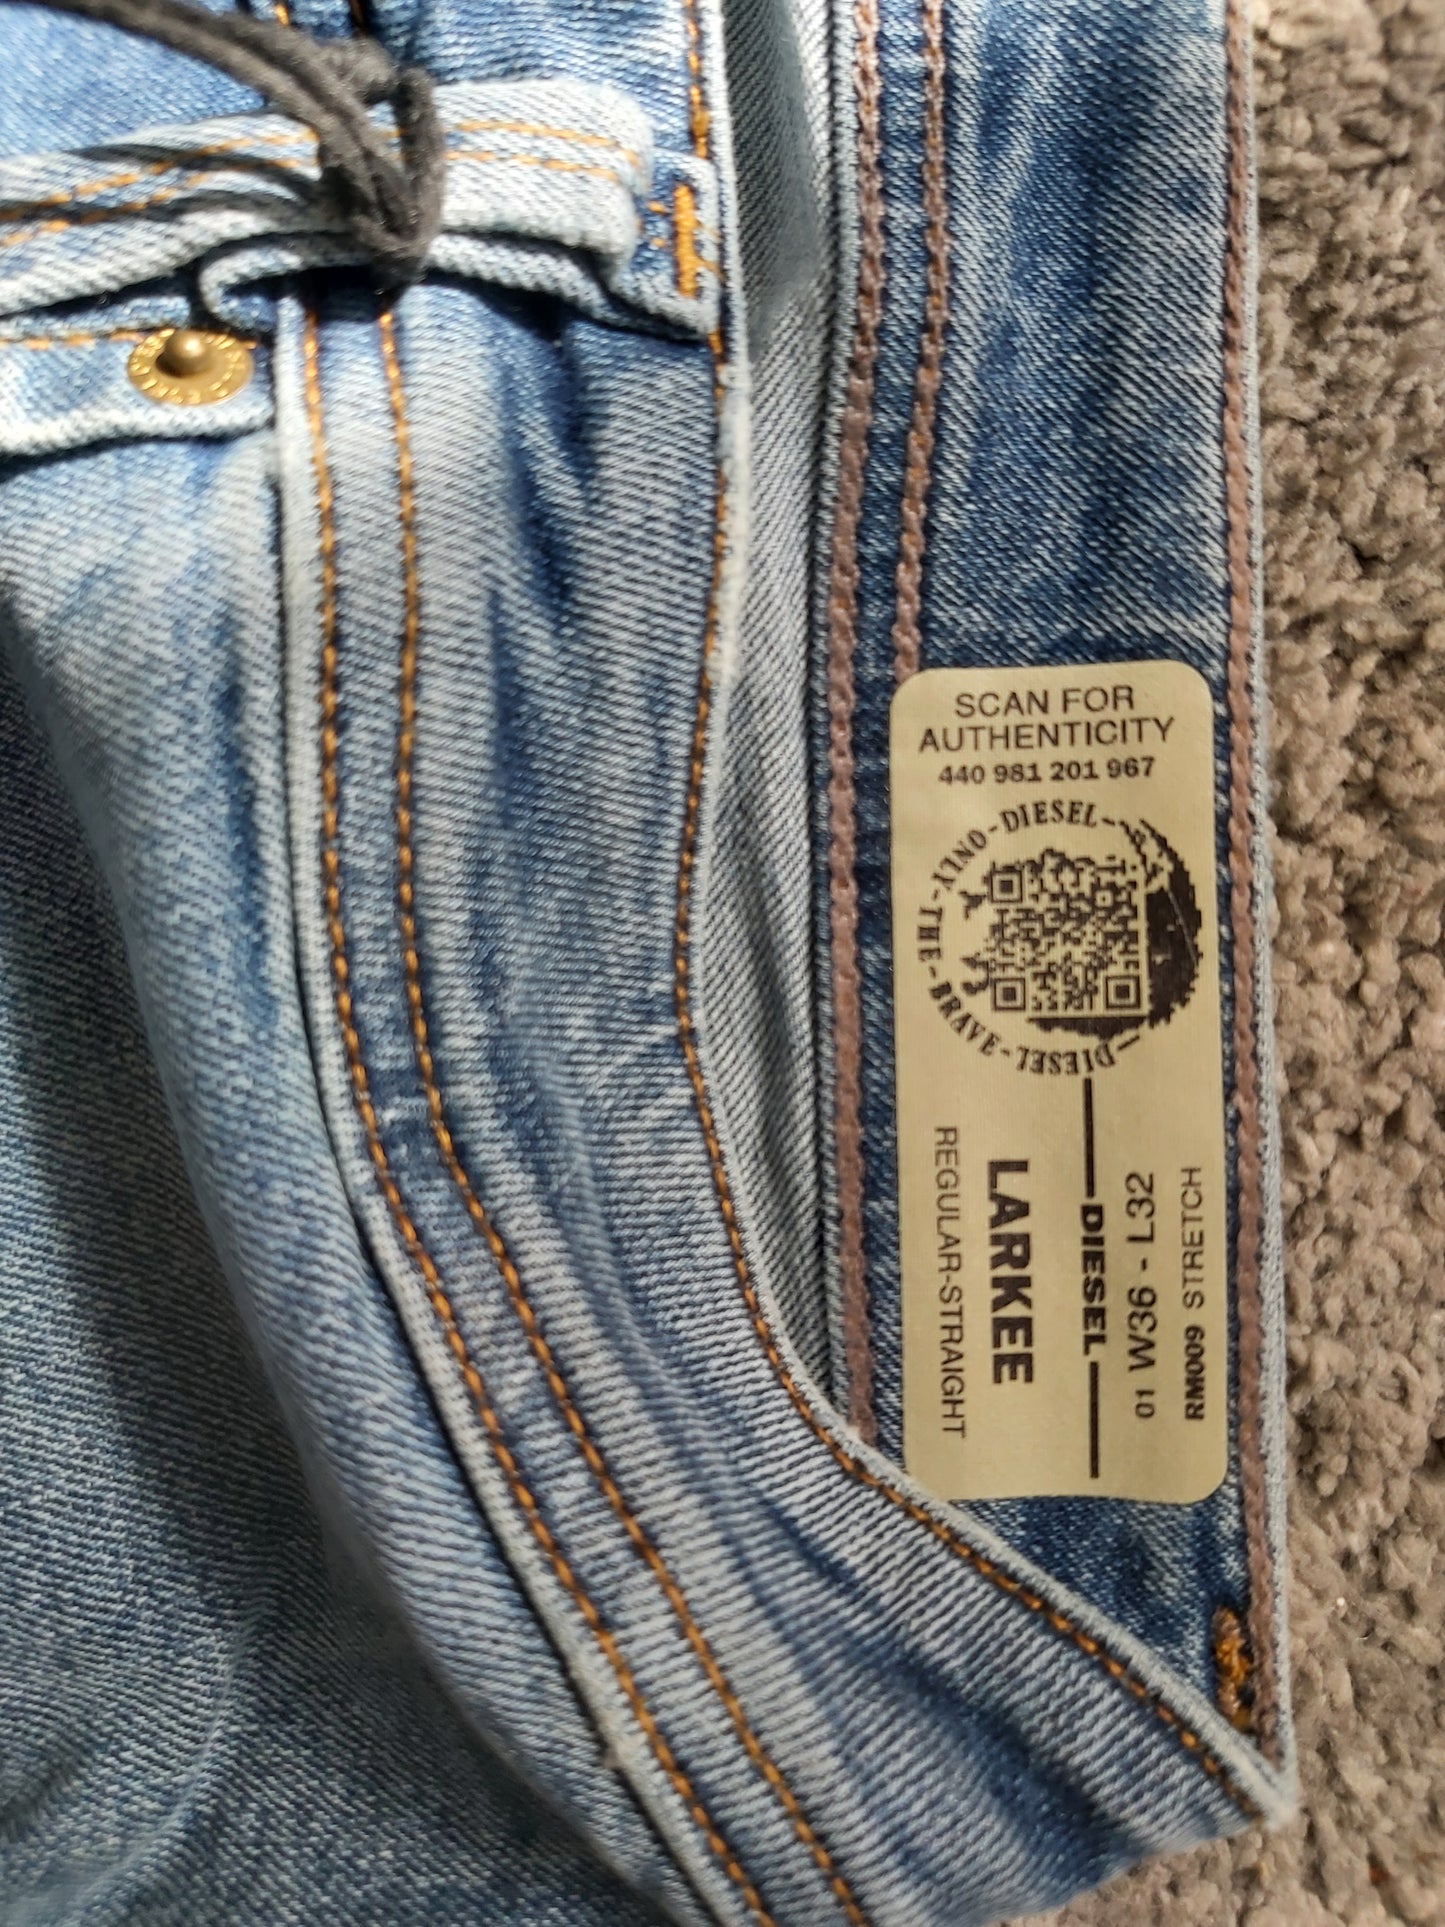 SCAN FOR
AUTHENTICITY
440 981 201 967
ONLY-THE-BRAVE-DIESEL-
DIESEL-
DIESEL
LARKEE
REGULAR-STRAIGHT
01 W36 - L32
RM009 STRETCH